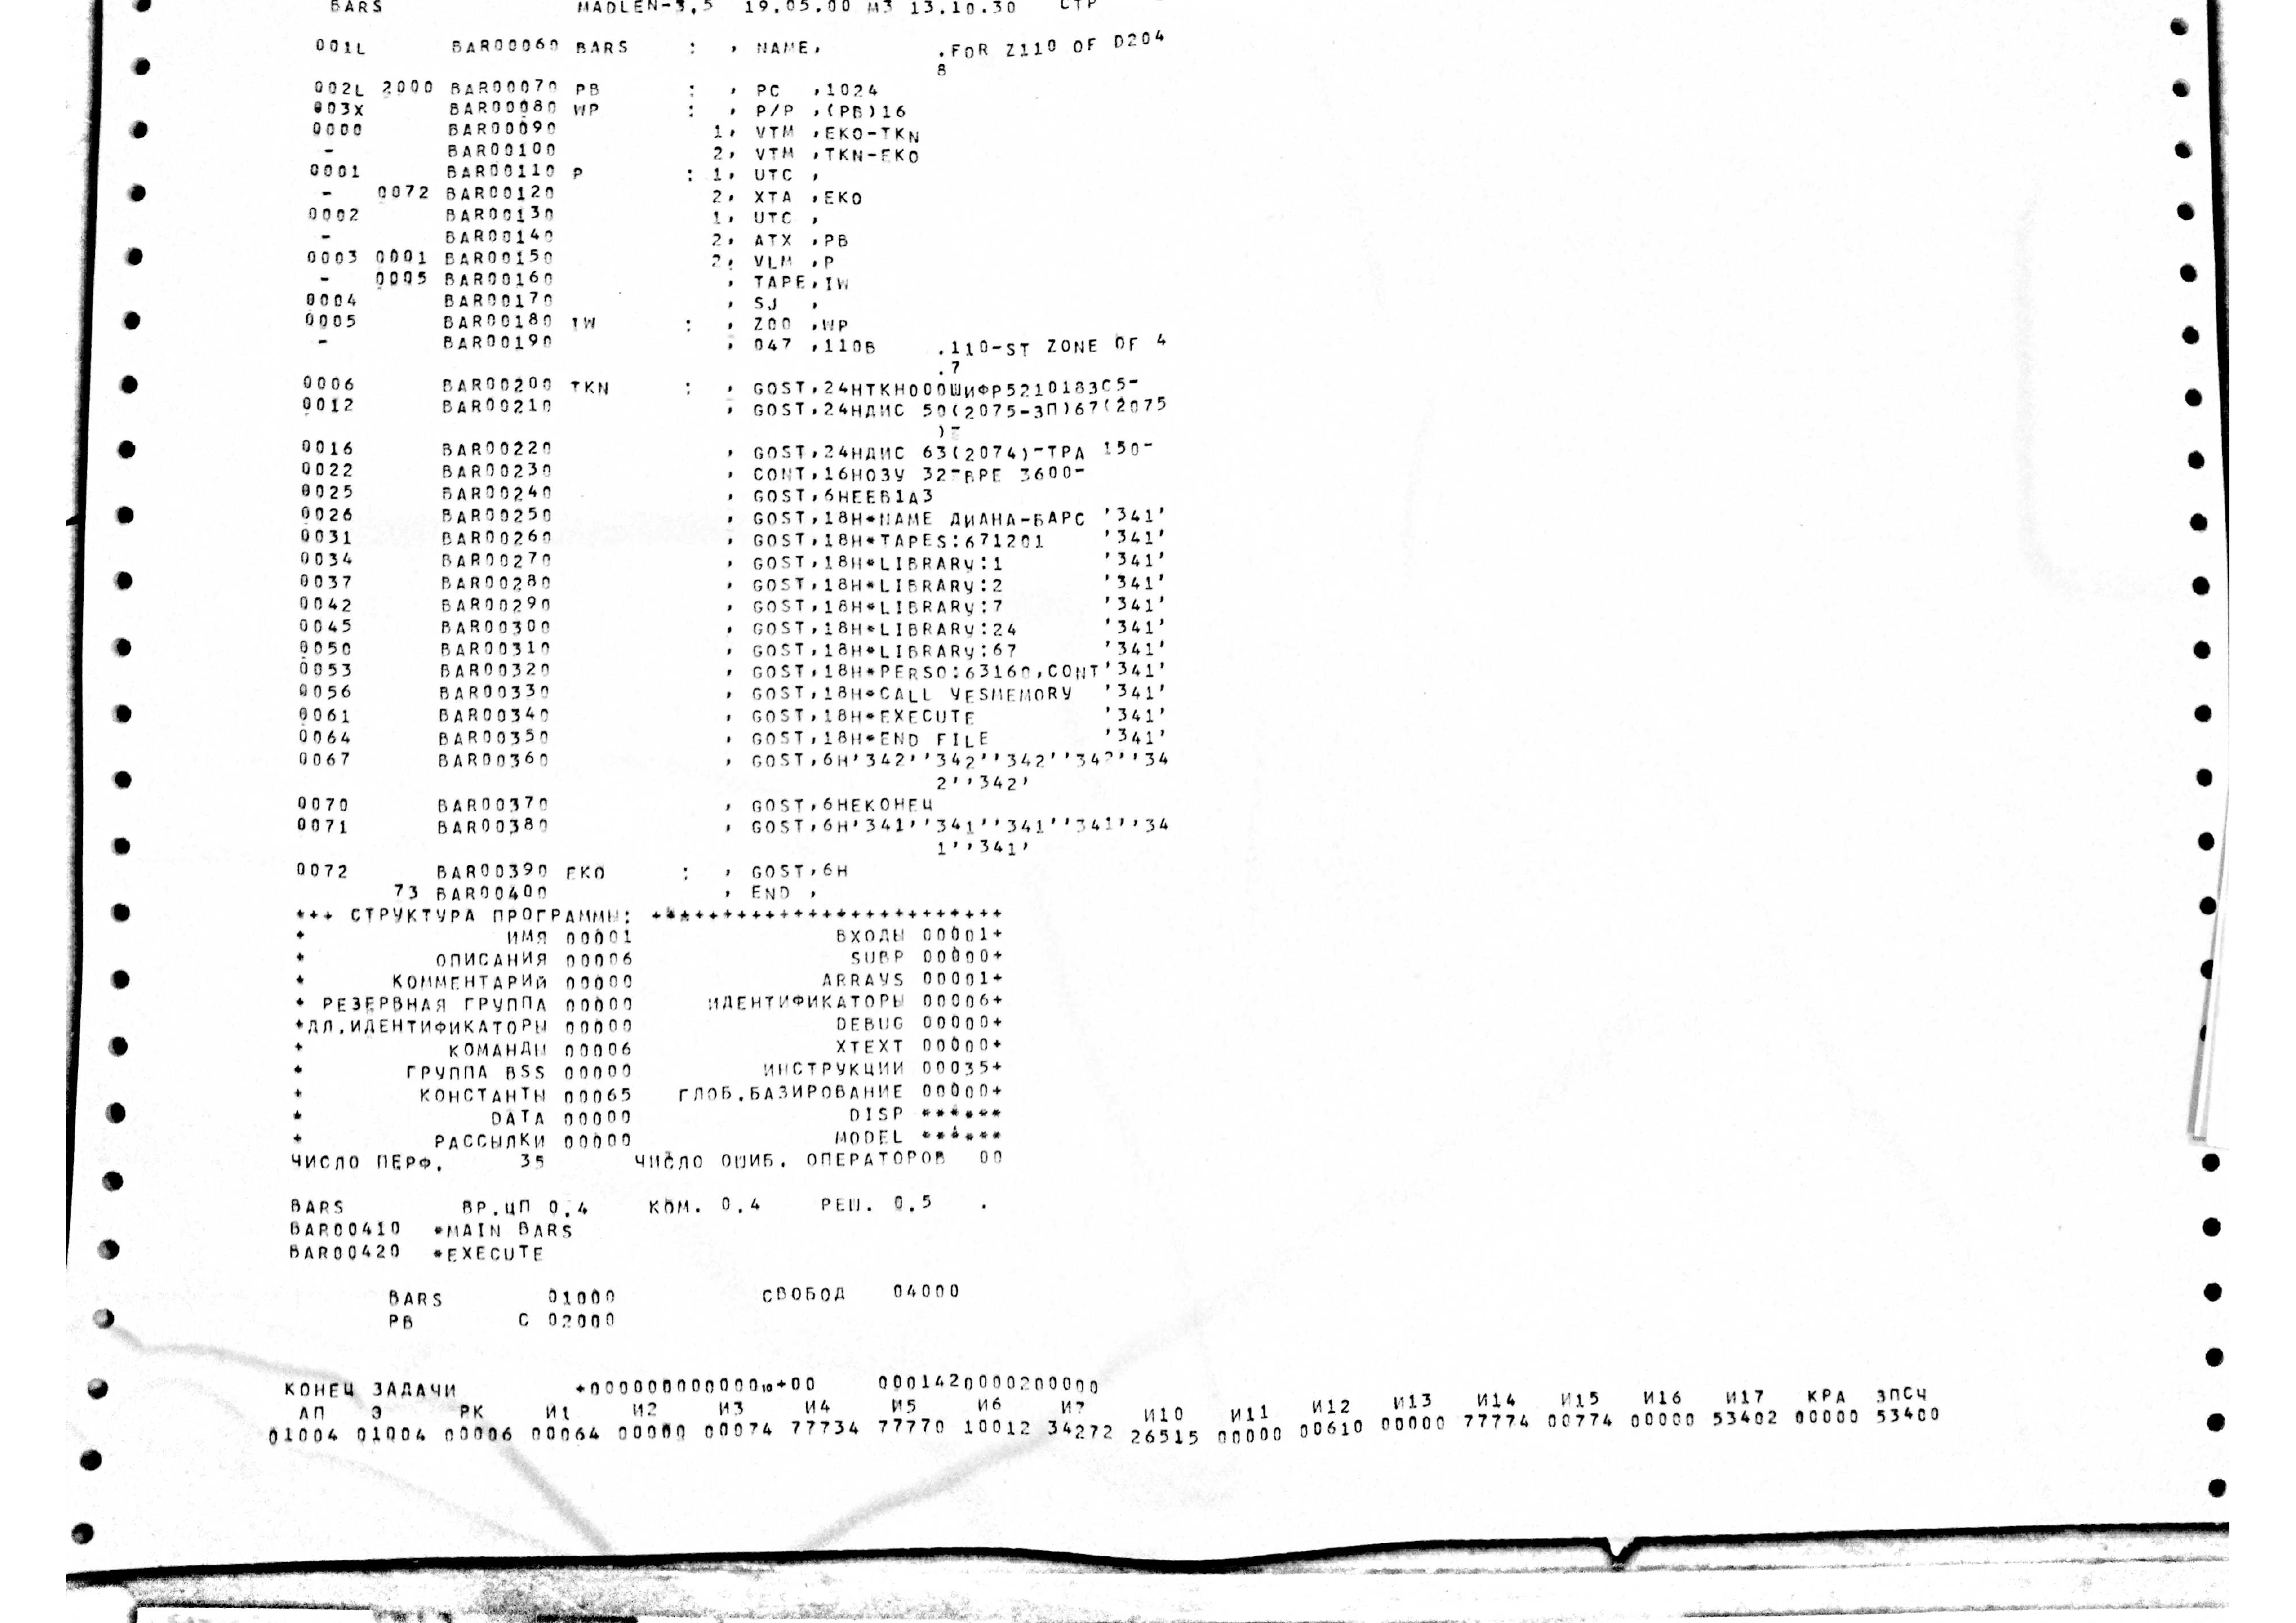 BARS MADLEN-3,5 19.05.00 МЗ 13.10.30 СТР
001L BAR00060 BARS : , NAME, .FOR Z110 OF D204
8
002L 2000 BAR00070 PB : , PC ,1024
003X BAR00080 WP : , P/P ,(PB)16
0000 BAR00090 1, VTM ,EKO-TKN
- BAR00100 2, VTM ,TKN-EKO
0001 BAR00110 P : 1, UTC ,
- 0072 BAR00120 2, XTA ,EKO
0002 BAR00130 1, UTC ,
- BAR00140 2, ATX ,PB
0003 0001 BAR00150 2, VLM ,P
- 0005 BAR00160 , TAPE,IW
0004 BAR00170 , SJ ,
0005 BAR00180 IW : , Z00 ,WP
- BAR00190 , 047 ,110B .110-ST ZONE OF 4
.7
0006 BAR00200 TKN : , GOST,24HТКН000ШИФР521018ЗС5-
0012 BAR00210 , GOST,24HДИС 50(2075-ЗП)67(2075
)-
0016 BAR00220 , GOST,24HДИС 63(2074)-ТРА 150-
0022 BAR00230 , CONT,16HОЗУ 32-ВРЕ 3600-
0025 BAR00240 , GOST,6HЕЕВ1А3
0026 BAR00250 , GOST,18H*NAME ДИАНА-БАРС '341'
0031 BAR00260 , GOST,18H*TAPES:671201 '341'
0034 BAR00270 , GOST,18H*LIBRARY:1 '341'
0037 BAR00280 , GOST,18H*LIBRARY:2 '341'
0042 BAR00290 , GOST,18H*LIBRARY:7 '341'
0045 BAR00300 , GOST,18H*LIBRARY:24 '341'
0050 BAR00310 , GOST,18H*LIBRARY:67 '341'
0053 BAR00320 , GOST,18H*PERSO:63160,CONT'341'
0056 BAR00330 , GOST,18H*CALL YESMEMORY '341'
0061 BAR00340 , GOST,18H*EXECUTE '341'
0064 BAR00350 , GOST,18H*END FILE '341'
0067 BAR00360 , GOST,6H'342''342''342''342''34
2''342'
0070 BAR00370 , GOST,6HЕКОНЕЦ
0071 BAR00380 , GOST,6H'341''341''341''341''34
1''341'
0072 BAR00390 EKO : , GOST,6H
73 BAR00400 , END ,
*++ СТРУКТУРА ПРОГРАММЫ: +*+++++++++++++++++++++++
* ИМЯ 00001 ВХОДЫ 00001+
* ОПИСАНИЯ 00006 SUBP 00000+
* КОММЕНТАРИЙ 00000 ARRAYS 00001+
* РЕЗЕРВНАЯ ГРУППА 00000 ИДЕНТИФИКАТОРЫ 00006+
*ДЛ.ИДЕНТИФИКАТОРЫ 00000 DEBUG 00000+
* КОМАНДЫ 00006 XTEXT 00000+
* ГРУППА BSS 00000 ИНСТРУКЦИИ 00035+
* КОНСТАНТЫ 00065 ГЛОБ.БАЗИРОВАНИЕ 00000+
* DATA 00000 DISP ******
* РАССЫЛКИ 00000 MODEL ******
ЧИСЛО ПЕРФ. 35 ЧИСЛО ОШИБ. ОПЕРАТОРОВ 00
BARS ВР.ЦП 0.4 КОМ. 0.4 РЕШ. 0.5 .
BAR00410 *MAIN BARS
BAR00420 *EXECUTE
BARS 01000 СВОБОД 04000
PB C 02000
КОНЕЦ ЗАДАЧИ +000000000000₁₀+00 0001420000200000
АП Э РК И1 И2 И3 И4 И5 И6 И7 И10 И11 И12 И13 И14 И15 И16 И17 КРА ЗПСЧ
01004 01004 00006 00064 00000 00074 77734 77770 10012 34272 26515 00000 00610 00000 77774 00774 00000 53402 00000 53400